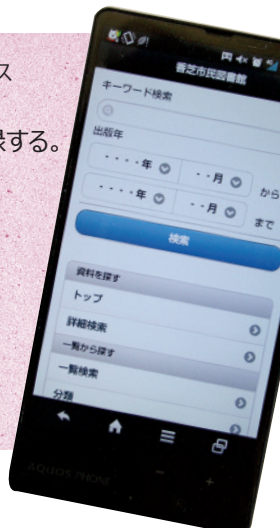 ス
録する。
香芝市民図書館
キーワード検索
出版年
----年
--月
から
----年
--月
まで
検索
資料を探す
トップ
詳細検索
一覧から探す
一覧検索
分類
AQUOS PHONE